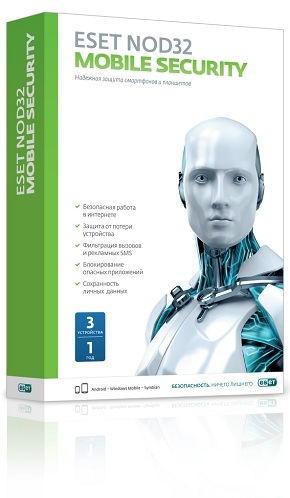 ESET NOD32
MOBILE SECURITY
Надежная защита смартфонов и планшетов
ESET NOD32
MOBILE SECURITY
Безопасная работа
в интернете
Защита от потери
устройства
Фильтрация вызовов
и рекламных SMS
Блокирование
опасных приложений
Сохранность
личных данных
3
УСТРОЙСТВА
1
ГОД
Android – Windows Mobile – Symbian
БЕЗОПАСНОСТЬ, НИЧЕГО ЛИШНЕГО
eset